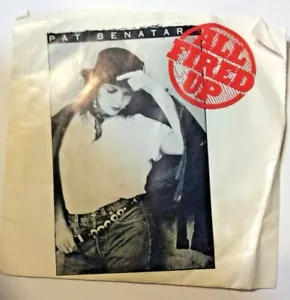 PAT BENATAR
ALL
FIRED
UP